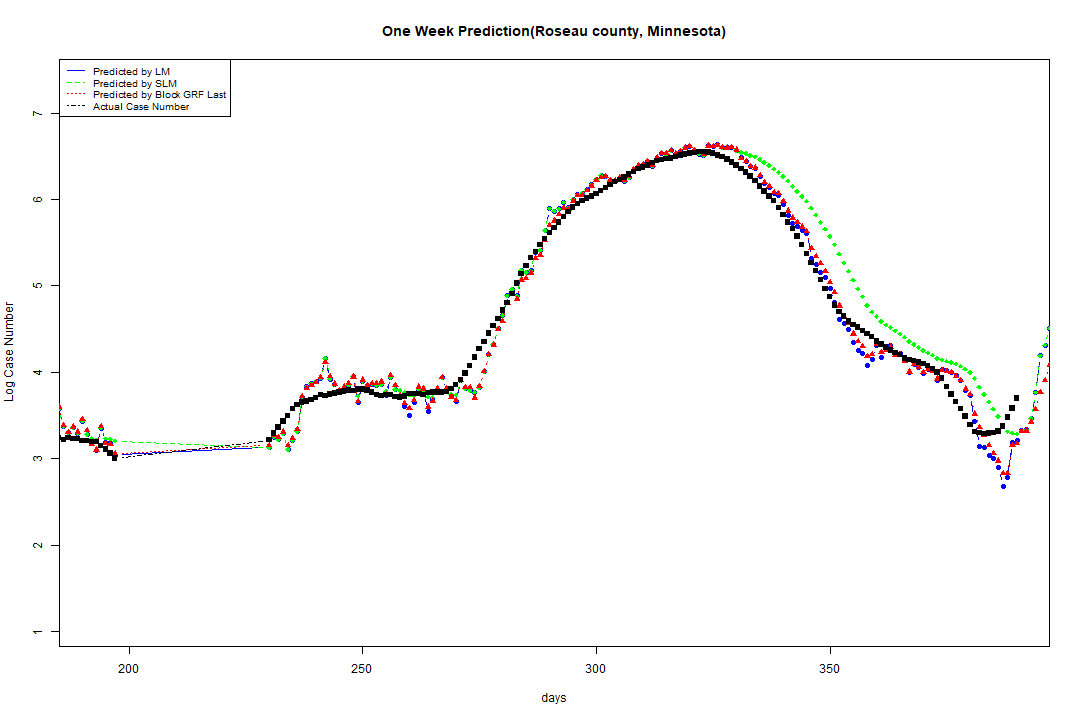 One Week Prediction(Roseau county, Minnesota)
Predicted by LM
Predicted by SLM
Predicted by Block GRF Last
Actual Case Number
7
6
5
4
3
2
1
Log Case Number
200
250
300
350
days